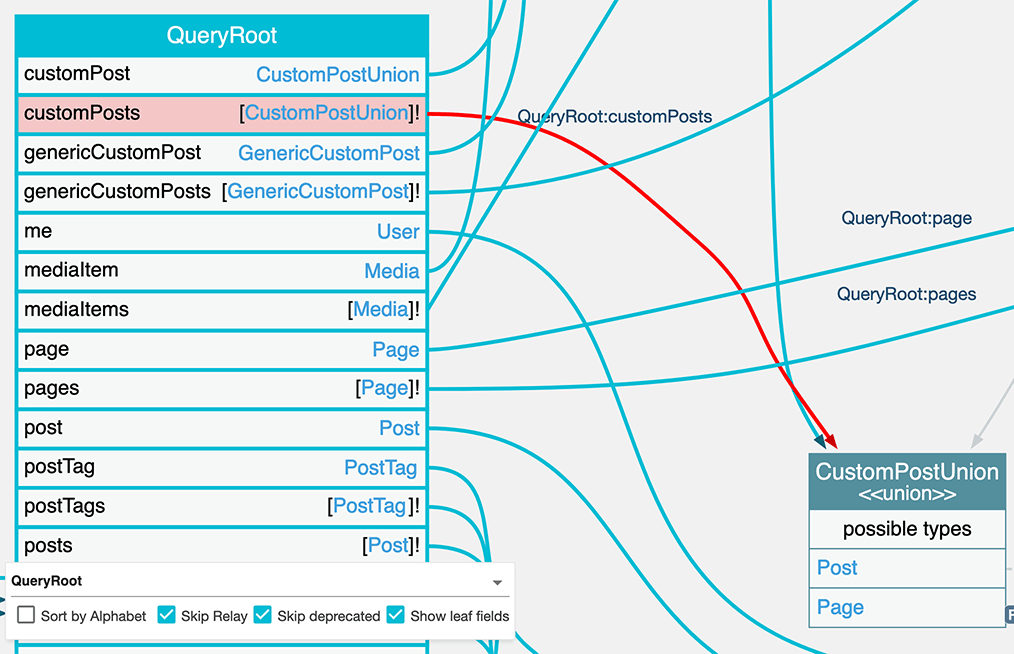 QueryRoot
customPost CustomPostUnion
customPosts [CustomPostUnion]!
genericCustomPost GenericCustomPost
genericCustomPosts [GenericCustomPost]!
me User
mediaItem Media
mediaItems [Media]!
page Page
pages [Page]!
post Post
postTag PostTag
postTags [PostTag]!
posts [Post]!
QueryRoot
Sort by Alphabet Skip Relay Skip deprecated Show leaf fields
QueryRoot:customPosts
QueryRoot:page
QueryRoot:pages
CustomPostUnion
<<union>>
possible types
Post
Page